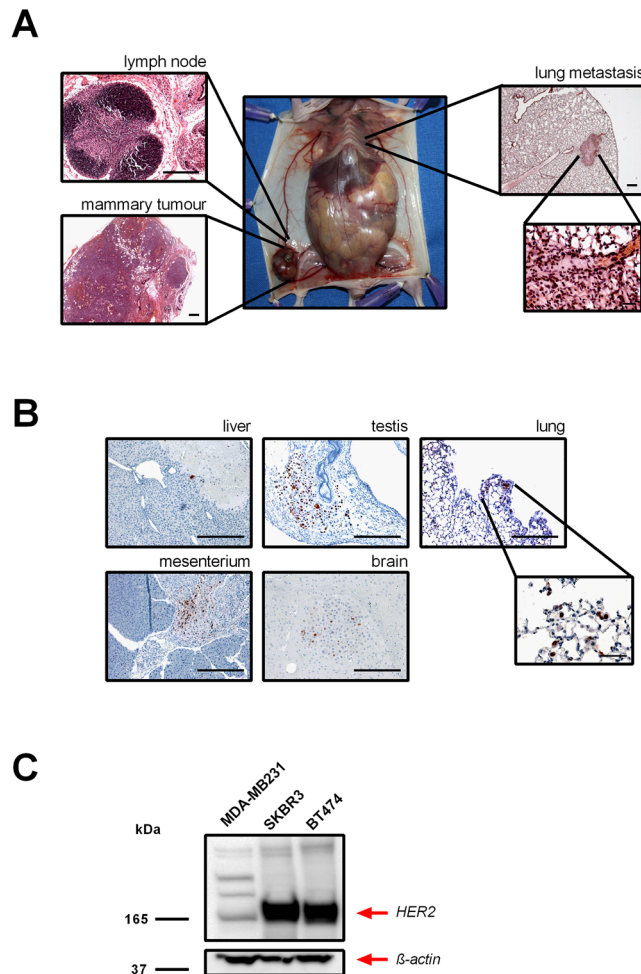 A
lymph node
lung metastasis
mammary tumour
B
liver
testis
lung
mesenterium
brain
C
MDA-MB231
SKBR3
BT474
kDa
165
HER2
37
ß-actin